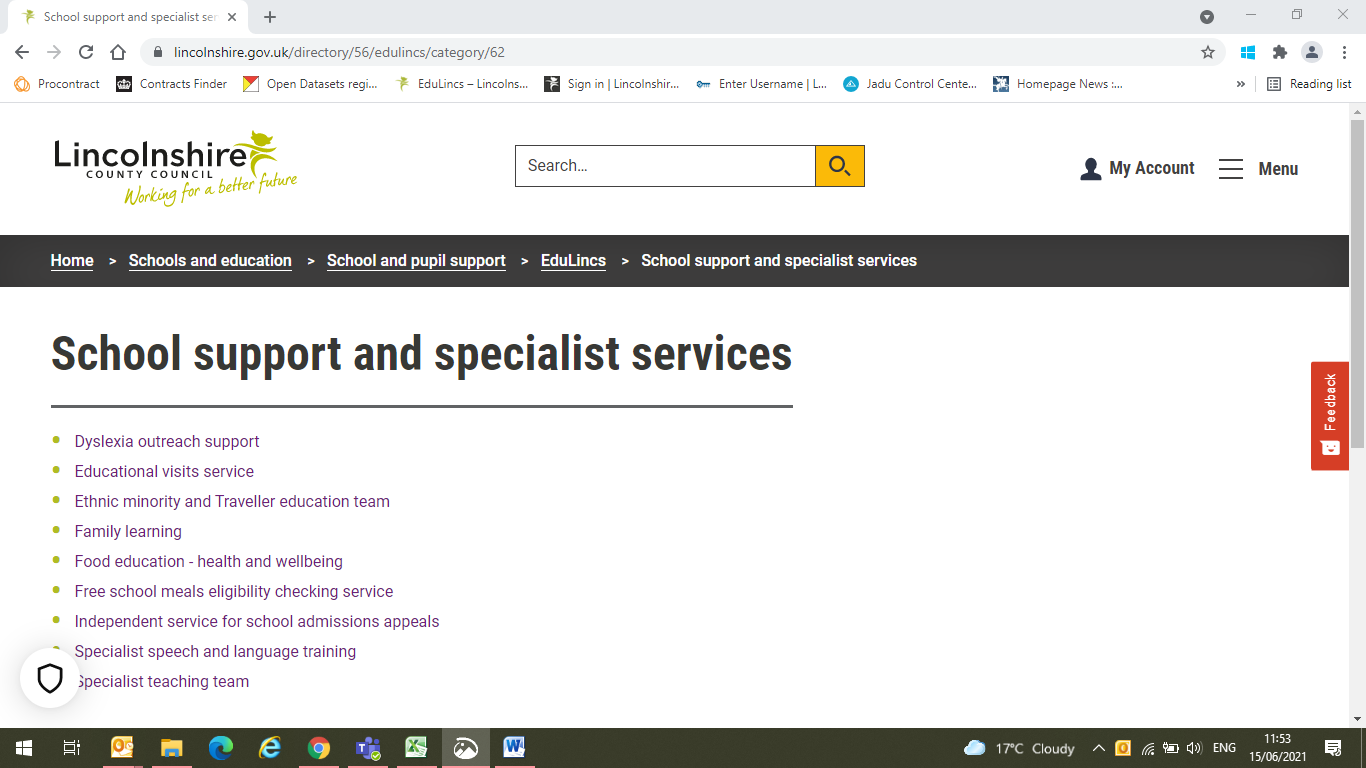 School support and specialist ser
lincolnshire.gov.uk/directory/56/edulincs/category/62
Procontract Contracts Finder Open Datasets regi... EduLincs – Lincolns... Sign in | Lincolnshir... Enter Username | L... Jadu Control Cente... Homepage News :... » Reading list
Lincolnshire
COUNTY COUNCIL
Working for a better future
Search...
My Account
Menu
Home > Schools and education > School and pupil support > EduLincs > School support and specialist services
School support and specialist services
Feedback
Dyslexia outreach support
Educational visits service
Ethnic minority and Traveller education team
Family learning
Food education - health and wellbeing
Free school meals eligibility checking service
Independent service for school admissions appeals
Specialist speech and language training
Specialist teaching team
17°C Cloudy
ENG
11:53
15/06/2021